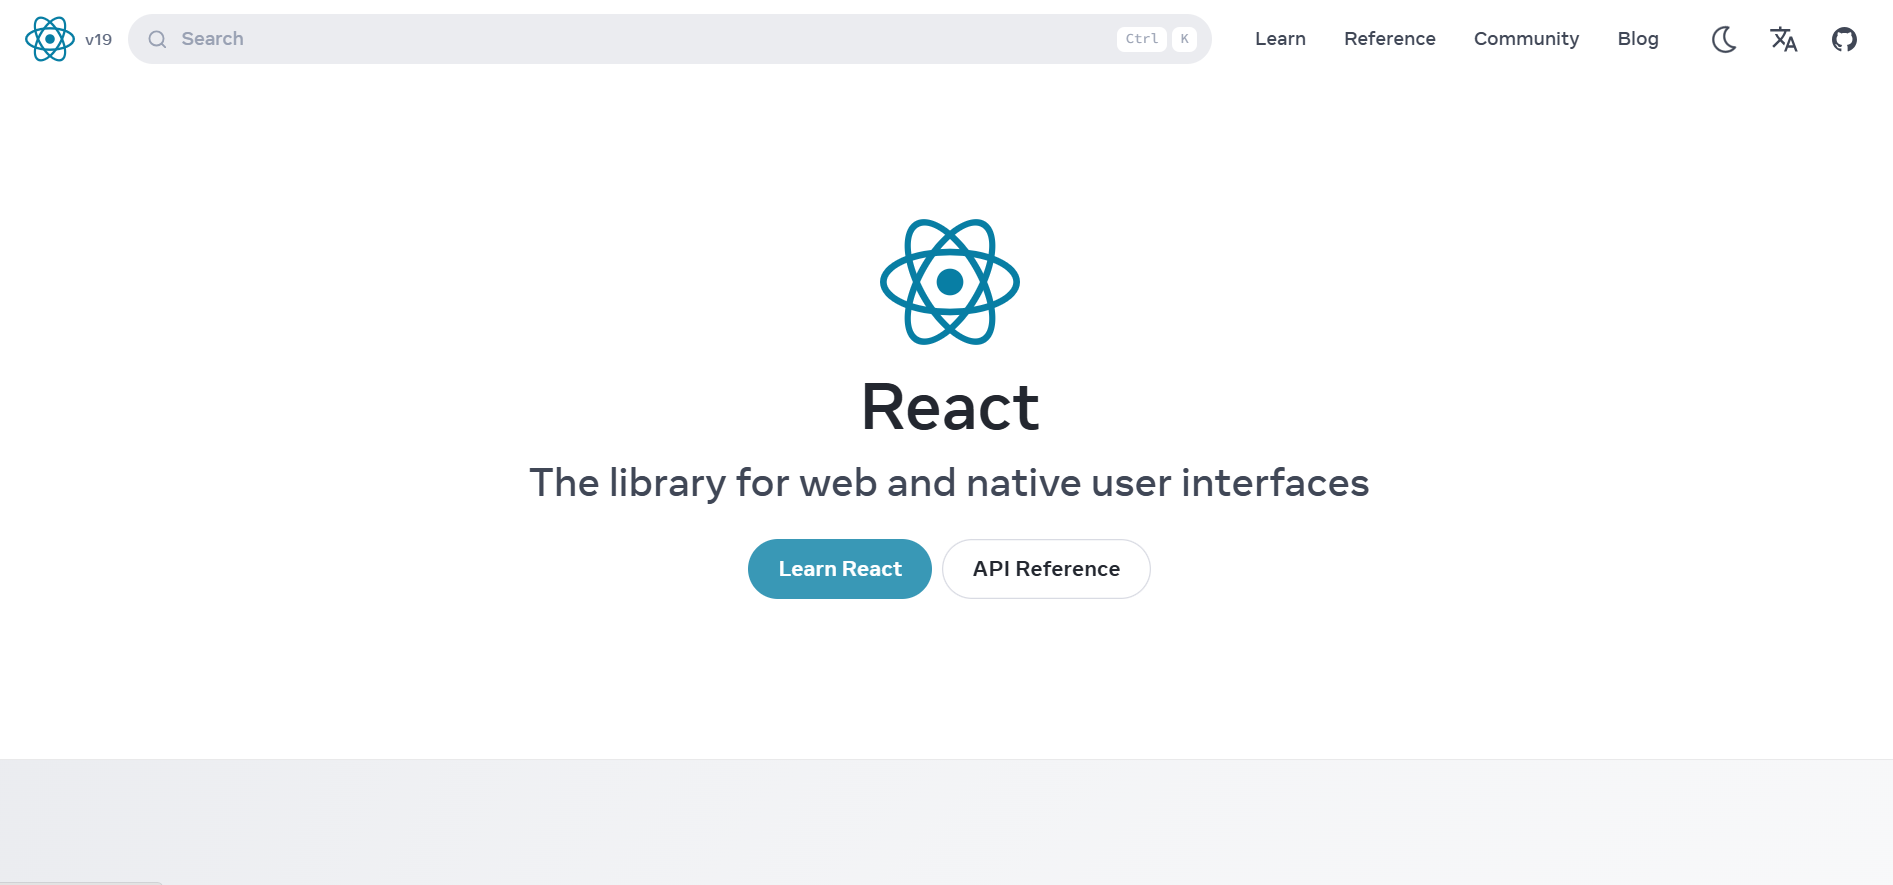 v19
Search
Ctrl K
Learn
Reference
Community
Blog
React
The library for web and native user interfaces
Learn React
API Reference